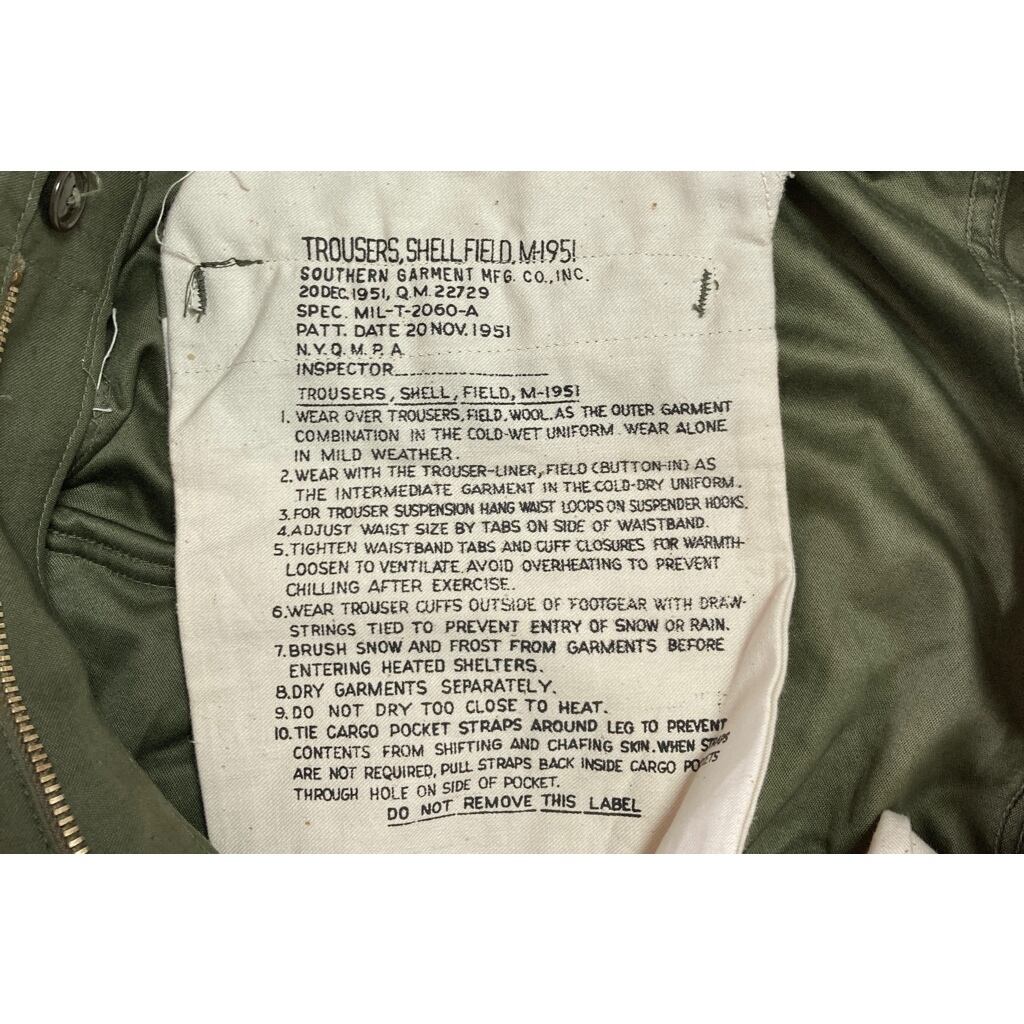 TROUSERS, SHELL, FIELD, M-1951
SOUTHERN GARMENT MFG. CO., INC.
20 DEC. 1951, Q.M. 22729
SPEC. MIL-T-2060-A
PATT. DATE 20 NOV. 1951
N.Y.Q.M.P.A.
INSPECTOR
TROUSERS, SHELL, FIELD, M-1951
1. WEAR OVER TROUSERS, FIELD, WOOL, AS THE OUTER GARMENT
COMBINATION IN THE COLD-WET UNIFORM. WEAR ALONE
IN MILD WEATHER.
2. WEAR WITH THE TROUSER-LINER, FIELD (BUTTON-IN) AS
THE INTERMEDIATE GARMENT IN THE COLD-DRY UNIFORM.
3. FOR TROUSER SUSPENSION HANG WAIST LOOPS ON SUSPENDER HOOKS.
4. ADJUST WAIST SIZE BY TABS ON SIDE OF WAISTBAND.
5. TIGHTEN WAISTBAND TABS AND CUFF CLOSURES FOR WARMTH-
LOOSEN TO VENTILATE. AVOID OVERHEATING TO PREVENT
CHILLING AFTER EXERCISE.
6. WEAR TROUSER CUFFS OUTSIDE OF FOOTGEAR WITH DRAW-
STRINGS TIED TO PREVENT ENTRY OF SNOW OR RAIN.
7. BRUSH SNOW AND FROST FROM GARMENTS BEFORE
ENTERING HEATED SHELTERS.
8. DRY GARMENTS SEPARATELY.
9. DO NOT DRY TOO CLOSE TO HEAT.
10. TIE CARGO POCKET STRAPS AROUND LEG TO PREVENT
CONTENTS FROM SHIFTING AND CHAFING SKIN. WHEN STRAPS
ARE NOT REQUIRED, PULL STRAPS BACK INSIDE CARGO POCKETS
THROUGH HOLE ON SIDE OF POCKET.
DO NOT REMOVE THIS LABEL